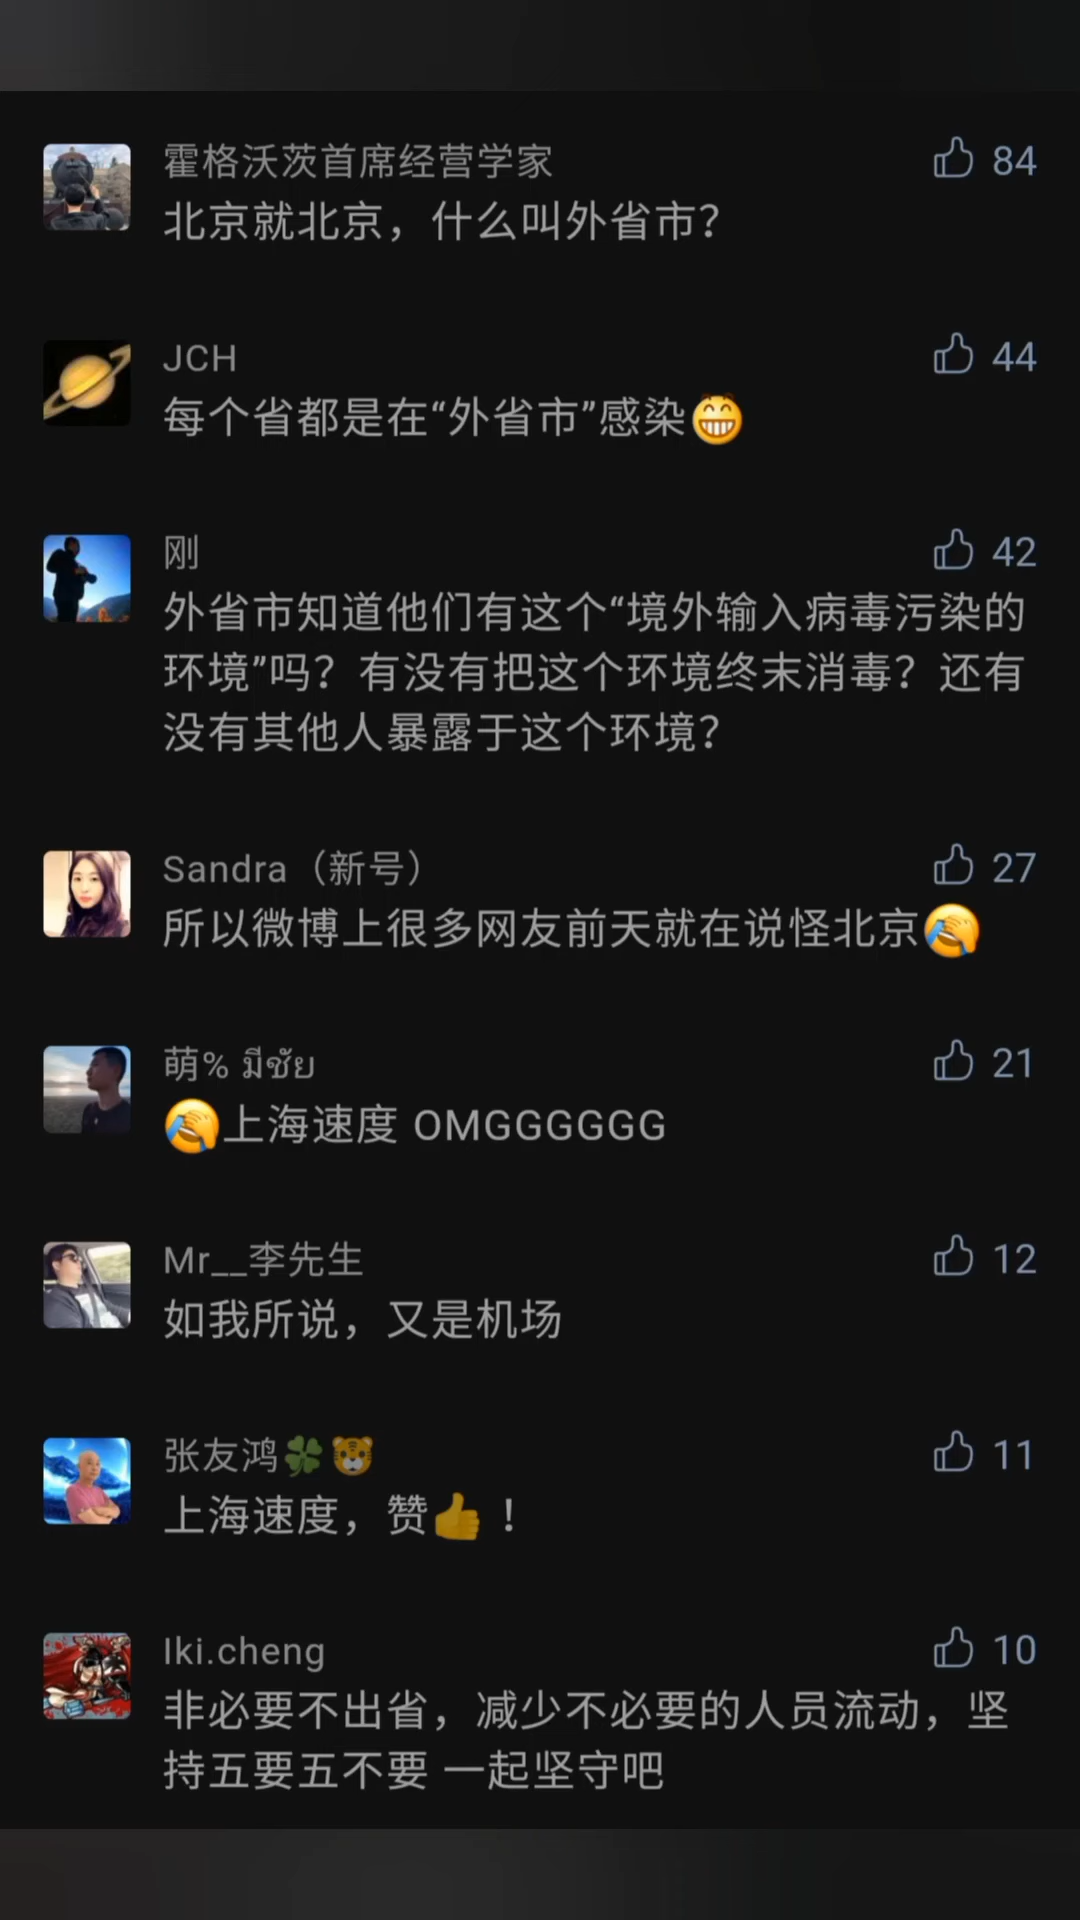 霍格沃茨首席经营学家
84
北京就北京，什么叫外省市？
JCH
44
每个省都是在“外省市”感染😁
刚
42
外省市知道他们有这个“境外输入病毒污染的
环境”吗？有没有把这个环境终末消毒？还有
没有其他人暴露于这个环境？
Sandra（新号）
27
所以微博上很多网友前天就在说怪北京🤦
萌% มีชัย
21
🤦上海速度 OMGGGGGG
Mr__李先生
12
如我所说，又是机场
张友鸿🍀🐯
11
上海速度，赞👍！
Iki.cheng
10
非必要不出省，减少不必要的人员流动，坚
持五要五不要 一起坚守吧